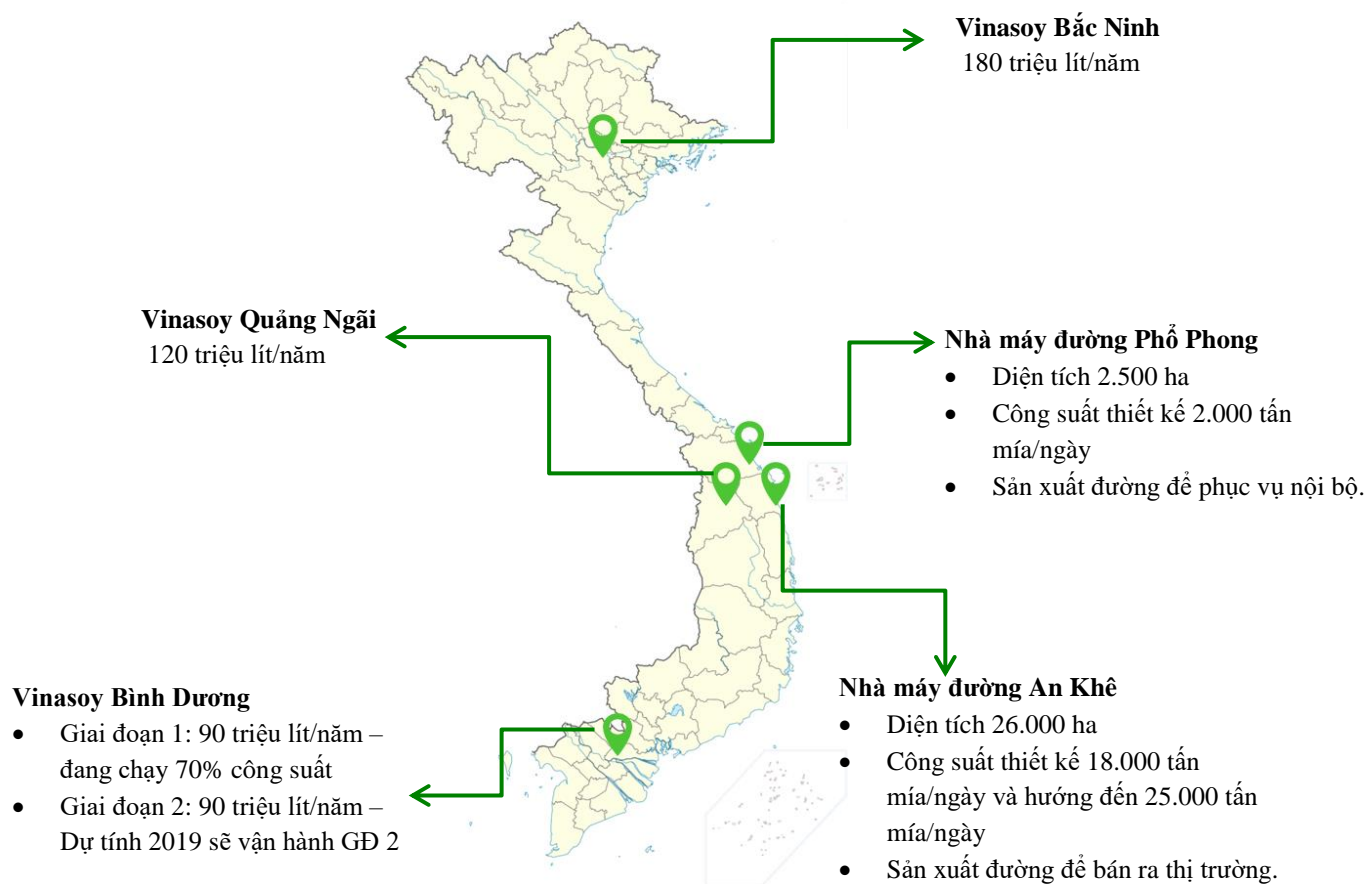 Vinasoy Bắc Ninh
180 triệu lít/năm
Vinasoy Quảng Ngãi
120 triệu lít/năm
Nhà máy đường Phổ Phong
• Diện tích 2.500 ha
• Công suất thiết kế 2.000 tấn
mía/ngày
• Sản xuất đường để phục vụ nội bộ.
Vinasoy Bình Dương
• Giai đoạn 1: 90 triệu lít/năm –
đang chạy 70% công suất
• Giai đoạn 2: 90 triệu lít/năm –
Dự tính 2019 sẽ vận hành GĐ 2
Nhà máy đường An Khê
• Diện tích 26.000 ha
• Công suất thiết kế 18.000 tấn
mía/ngày và hướng đến 25.000 tấn
mía/ngày
• Sản xuất đường để bán ra thị trường.